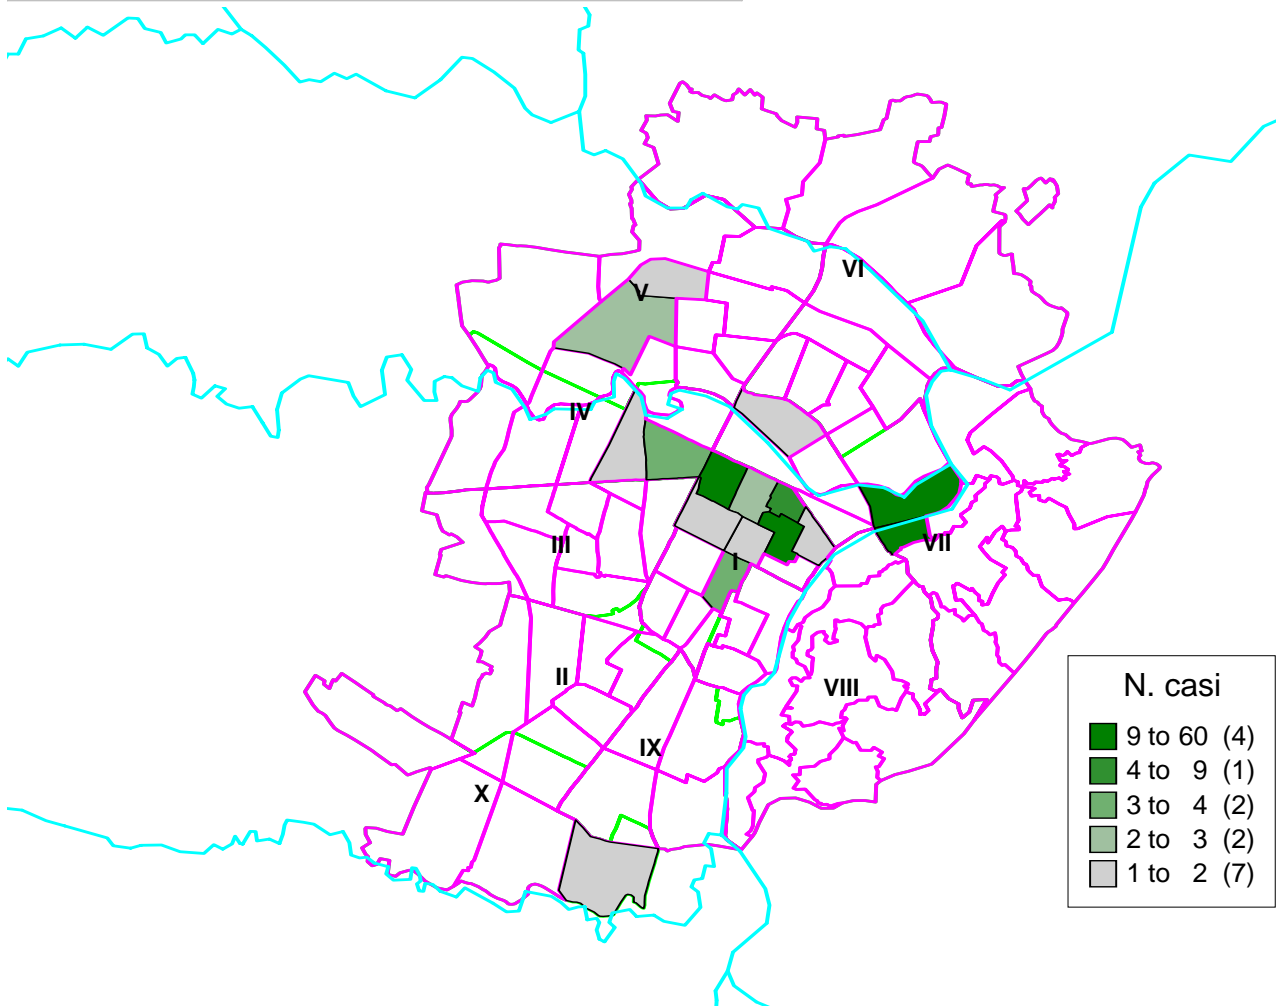 VI
V
IV
III
I
VII
II
VIII
IX
X
N. casi
9 to 60 (4)
4 to 9 (1)
3 to 4 (2)
2 to 3 (2)
1 to 2 (7)